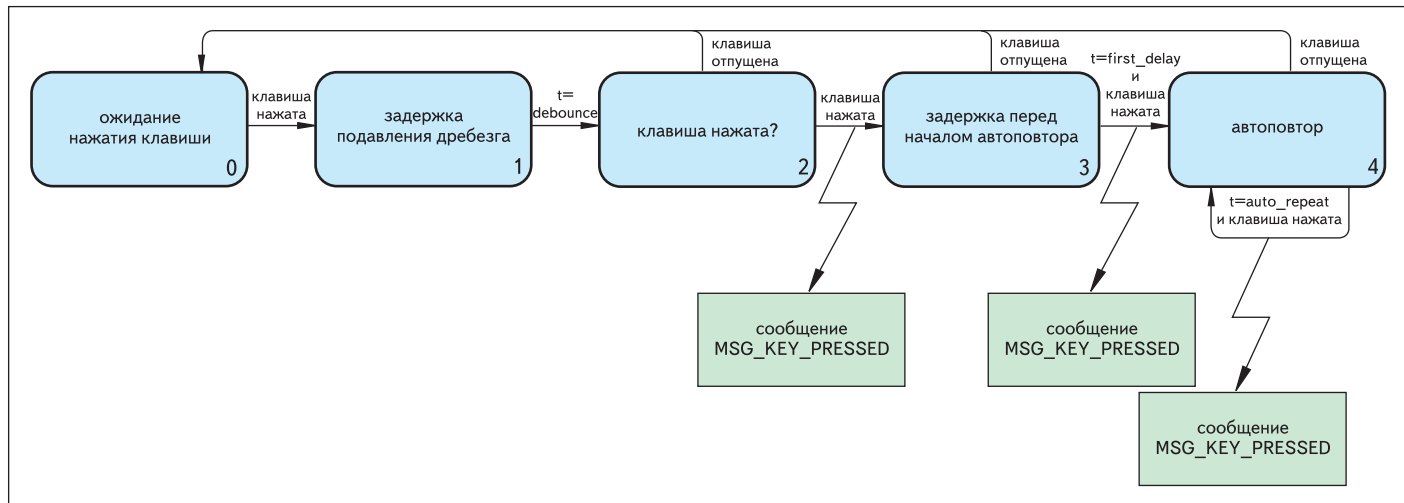 клавиша
отпущена
клавиша
отпущена
клавиша
отпущена
ожидание
нажатия клавиши
0
клавиша
нажата
задержка
подавления дребезга
1
t=
debounce
клавиша нажата?
2
клавиша
нажата
задержка перед
началом автоповтора
3
t=first_delay
и
клавиша
нажата
автоповтор
4
t=auto_repeat
и клавиша нажата
сообщение
MSG_KEY_PRESSED
сообщение
MSG_KEY_PRESSED
сообщение
MSG_KEY_PRESSED